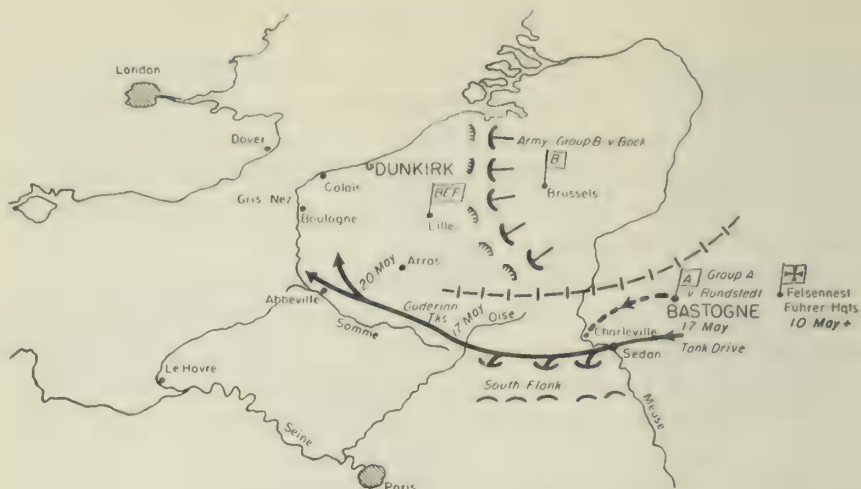 London
Dover
DUNKIRK
Calais
Gris Nez
Boulogne
BEF
Lille
Army Group B v Bock
B
Brussels
Arras
20 May
Abbeville
Somme
Guderian
Tks
17 May
Oise
A
Group A
v Rundstedt
BASTOGNE
17 May
Felsennest
Fuhrer Hqts
10 May +
Charleville
Sedan
Tank Drive
South Flank
Meuse
Le Havre
Seine
Paris